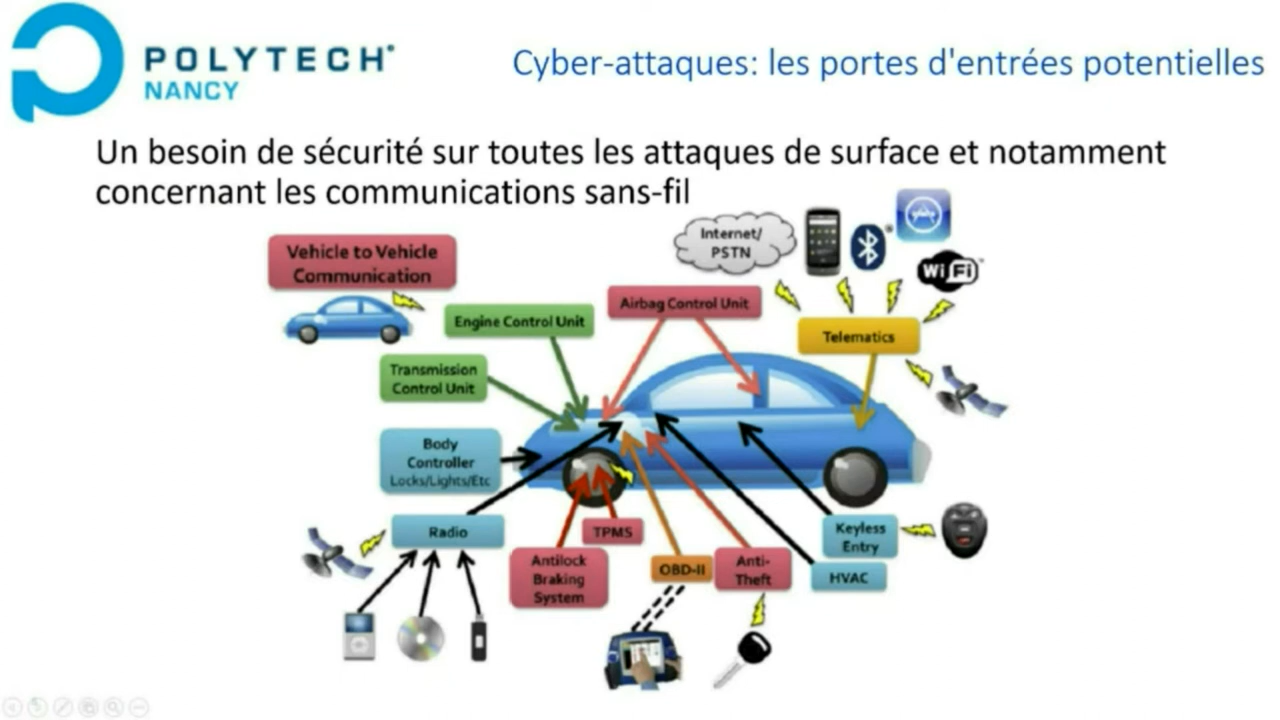 POLYTECH®
NANCY
Cyber-attaques: les portes d'entrées potentielles
Un besoin de sécurité sur toutes les attaques de surface et notamment
concernant les communications sans-fil
Internet/
PSTN
Wi Fi
Vehicle to Vehicle
Communication
Engine Control Unit
Airbag Control Unit
Telematics
Transmission
Control Unit
Body
Controller
Locks/Lights/Etc
Radio
TPMS
Antilock
Braking
System
OBD-II
Anti-
Theft
Keyless
Entry
HVAC